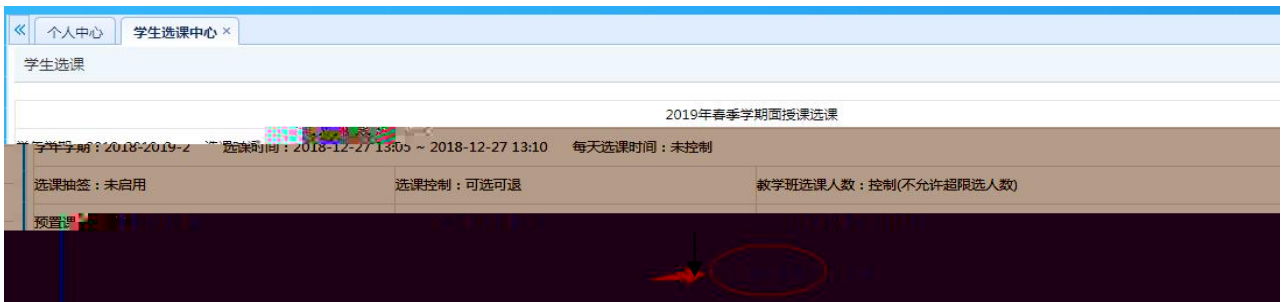 个人中心 学生选课中心 ×
学生选课
2019年春季学期面授课选课
学年学期：2018-2019-2 选课时间：2018-12-27 13:05 ~ 2018-12-27 13:10 每天选课时间：未控制
选课抽签：未启用 选课控制：可选可退 教学班选课人数：控制(不允许超限选人数)
预置课